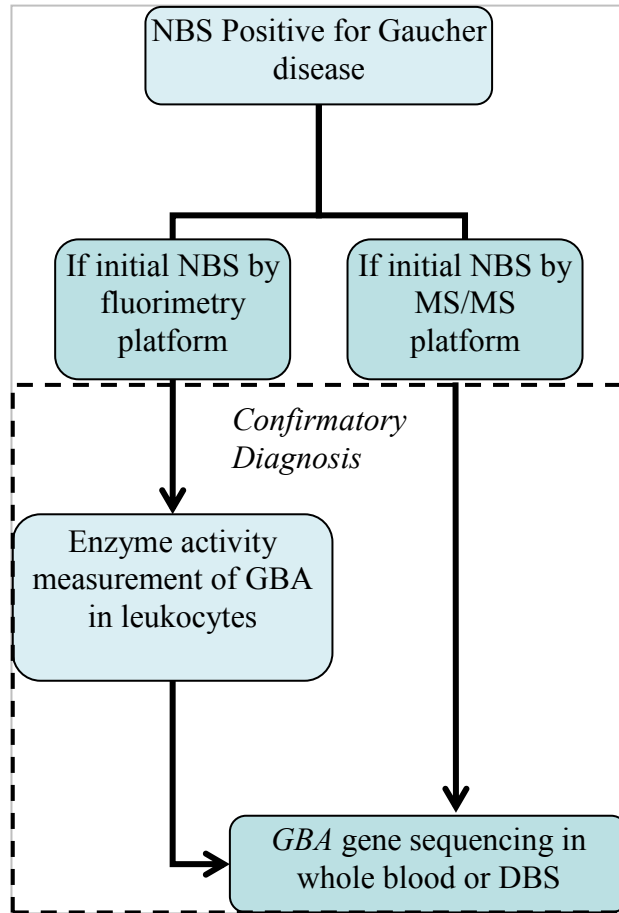 NBS Positive for Gaucher
disease
If initial NBS by
fluorimetry
platform
If initial NBS by
MS/MS
platform
Confirmatory
Diagnosis
Enzyme activity
measurement of GBA
in leukocytes
GBA gene sequencing in
whole blood or DBS